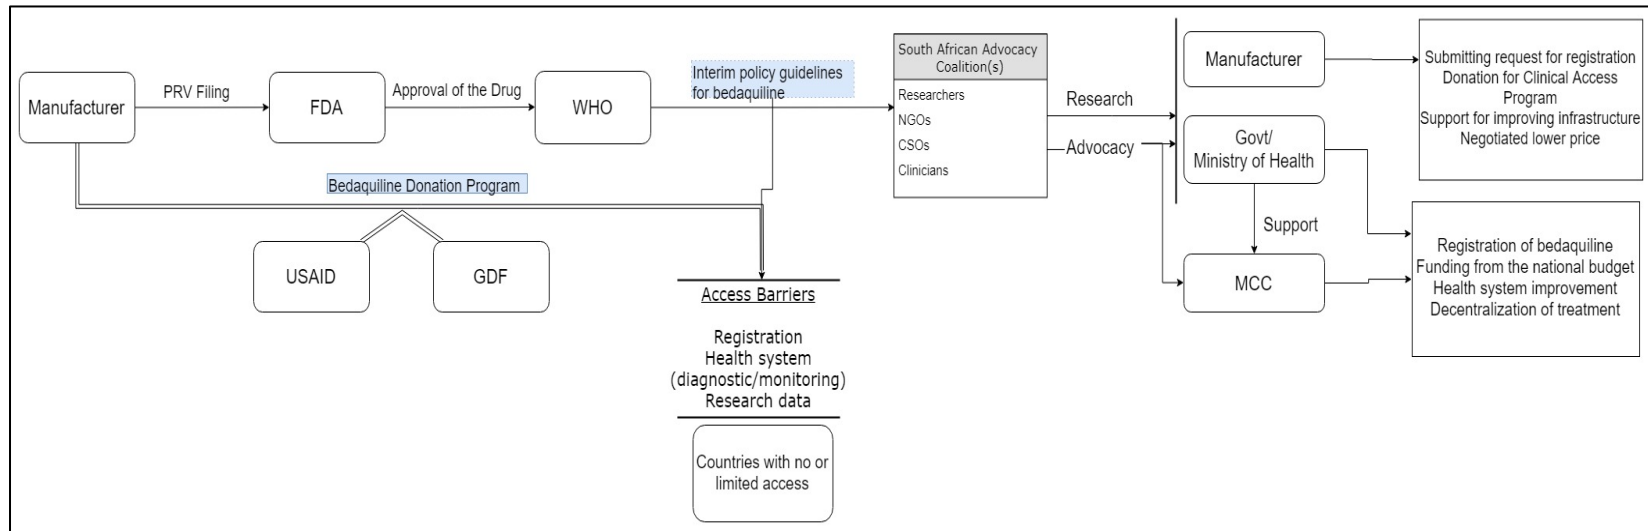 Manufacturer
PRV Filing
FDA
Approval of the Drug
WHO
Interim policy guidelines
for bedaquiline
South African Advocacy
Coalition(s)
Researchers
NGOs
CSOs
Clinicians
Research
Advocacy
Manufacturer
Govt/
Ministry of Health
Support
MCC
Submitting request for registration
Donation for Clinical Access
Program
Support for improving infrastructure
Negotiated lower price
Registration of bedaquiline
Funding from the national budget
Health system improvement
Decentralization of treatment
Bedaquiline Donation Program
USAID
GDF
Access Barriers
Registration
Health system
(diagnostic/monitoring)
Research data
Countries with no or
limited access